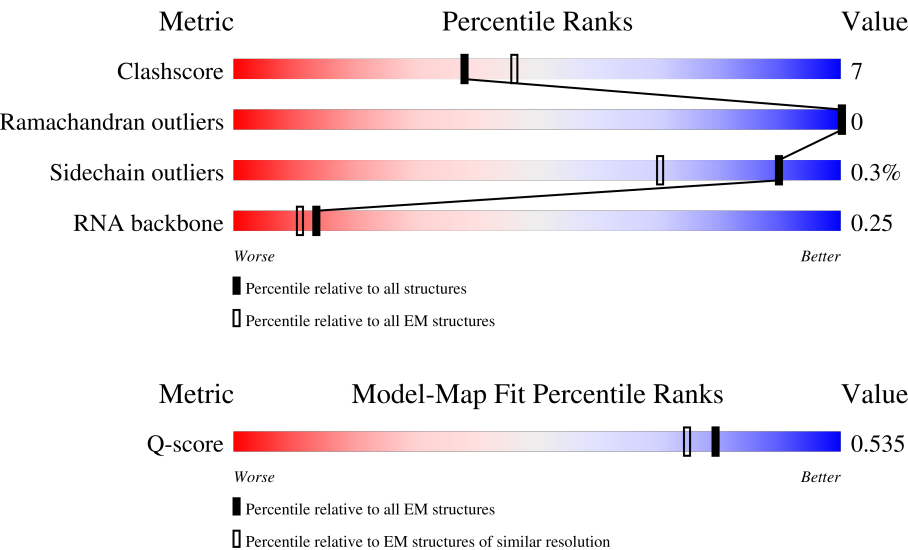 Metric Percentile Ranks Value
Clashscore 7
Ramachandran outliers 0
Sidechain outliers 0.3%
RNA backbone 0.25
Worse Better
Percentile relative to all structures
Percentile relative to all EM structures
Metric Model-Map Fit Percentile Ranks Value
Q-score 0.535
Worse Better
Percentile relative to all EM structures
Percentile relative to EM structures of similar resolution